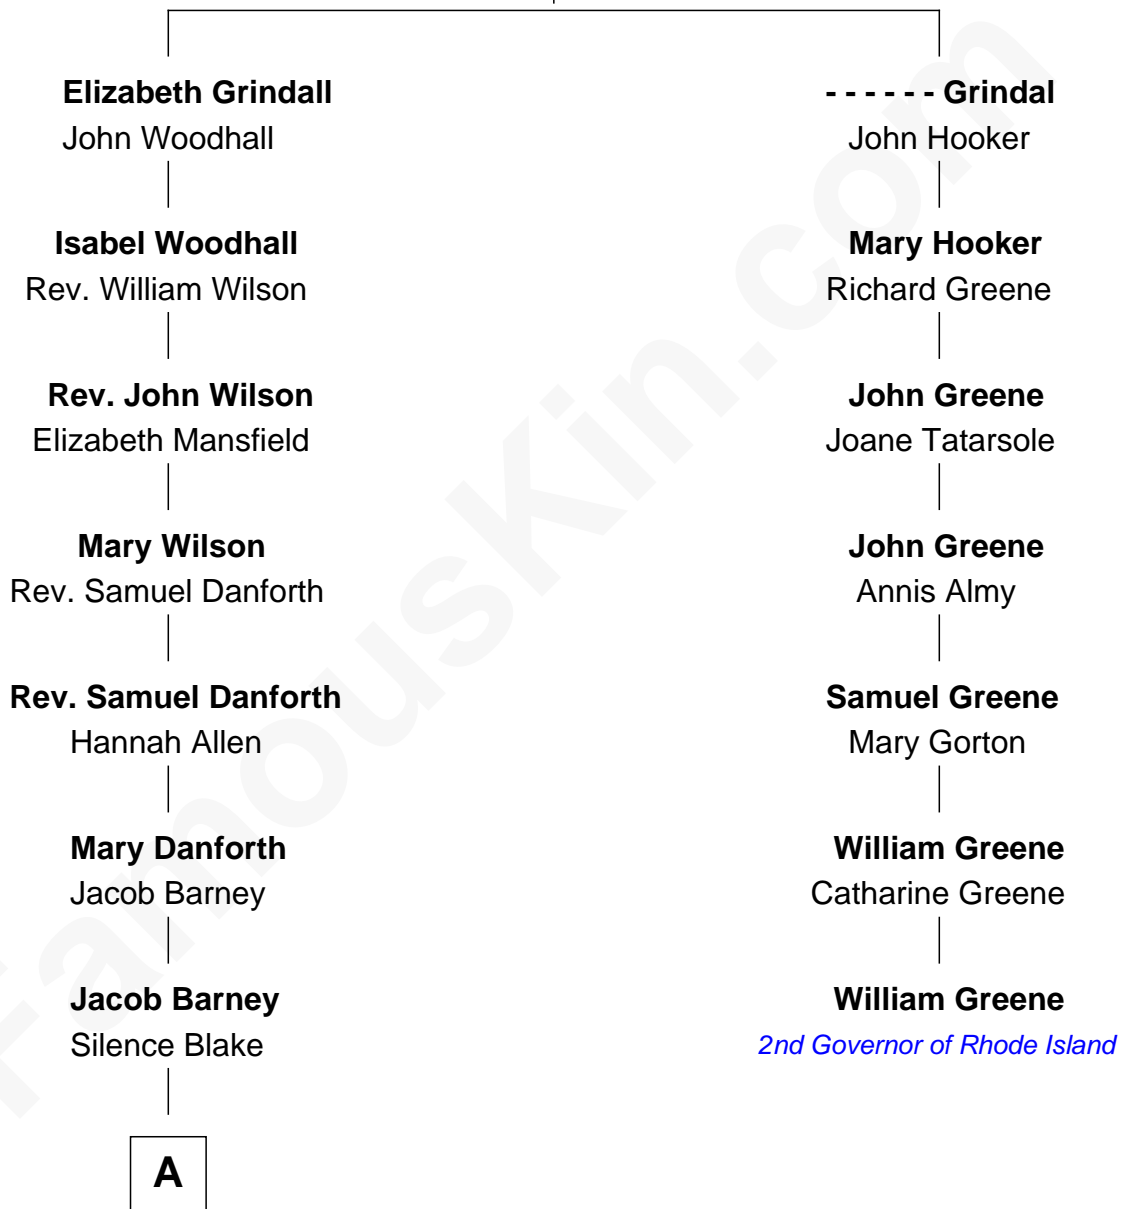 Elizabeth Grindall
John Woodhall
Isabel Woodhall
Rev. William Wilson
Rev. John Wilson
Elizabeth Mansfield
Mary Wilson
Rev. Samuel Danforth
Rev. Samuel Danforth
Hannah Allen
Mary Danforth
Jacob Barney
Jacob Barney
Silence Blake
A
- - - - - - Grindal
John Hooker
Mary Hooker
Richard Greene
John Greene
Joane Tatarsole
John Greene
Annis Almy
Samuel Greene
Mary Gorton
William Greene
Catharine Greene
William Greene
2nd Governor of Rhode Island
FamousKin.com